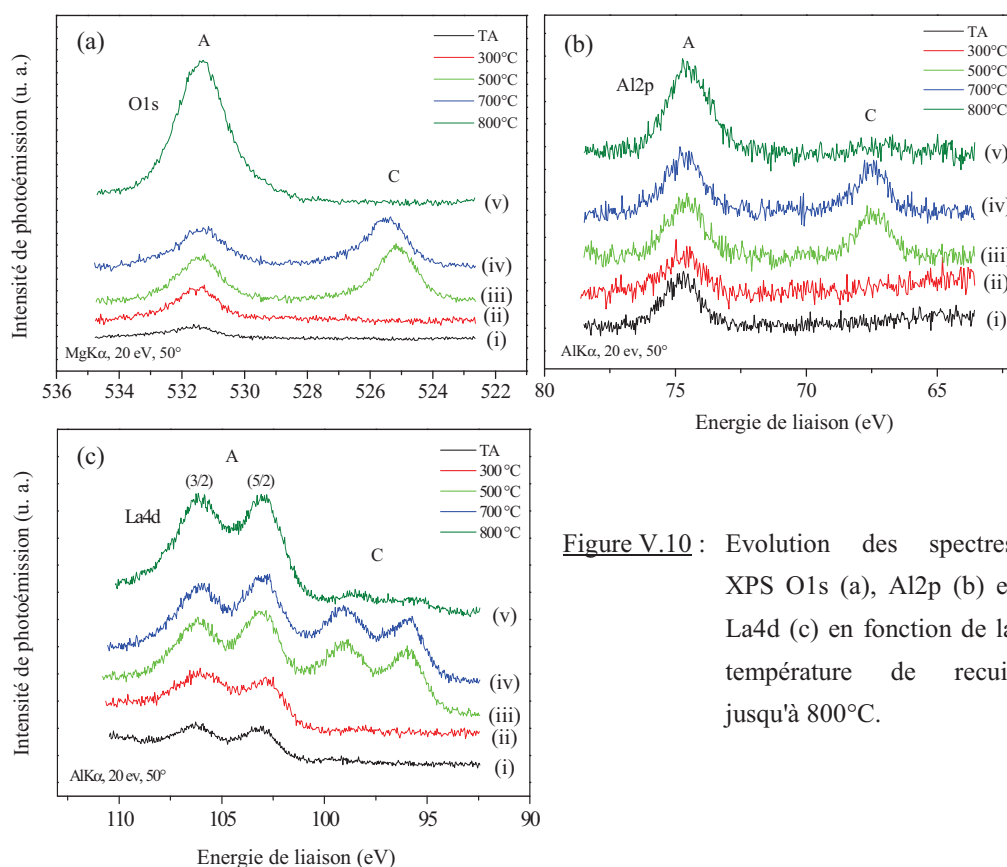 (a)
A
O1s
C
TA
300°C
500°C
700°C
800°C
(v)
(iv)
(iii)
(ii)
(i)
MgKα, 20 eV, 50°
536 534 532 530 528 526 524 522
Intensité de photoémission (u. a.)
(b)
A
Al2p
C
TA
300°C
500°C
700°C
800°C
(v)
(iv)
(iii)
(ii)
(i)
AlKα, 20 ev, 50°
80 75 70 65
Energie de liaison (eV)
(c)
A
(3/2) (5/2)
La4d
C
TA
300°C
500°C
700°C
800°C
(v)
(iv)
(iii)
(ii)
(i)
AlKα, 20 ev, 50°
110 105 100 95 90
Energie de liaison (eV)
Intensité de photoémission (u. a.)
Figure V.10 : Evolution des spectres
XPS O1s (a), Al2p (b) e
La4d (c) en fonction de la
température de recui
jusqu'à 800°C.